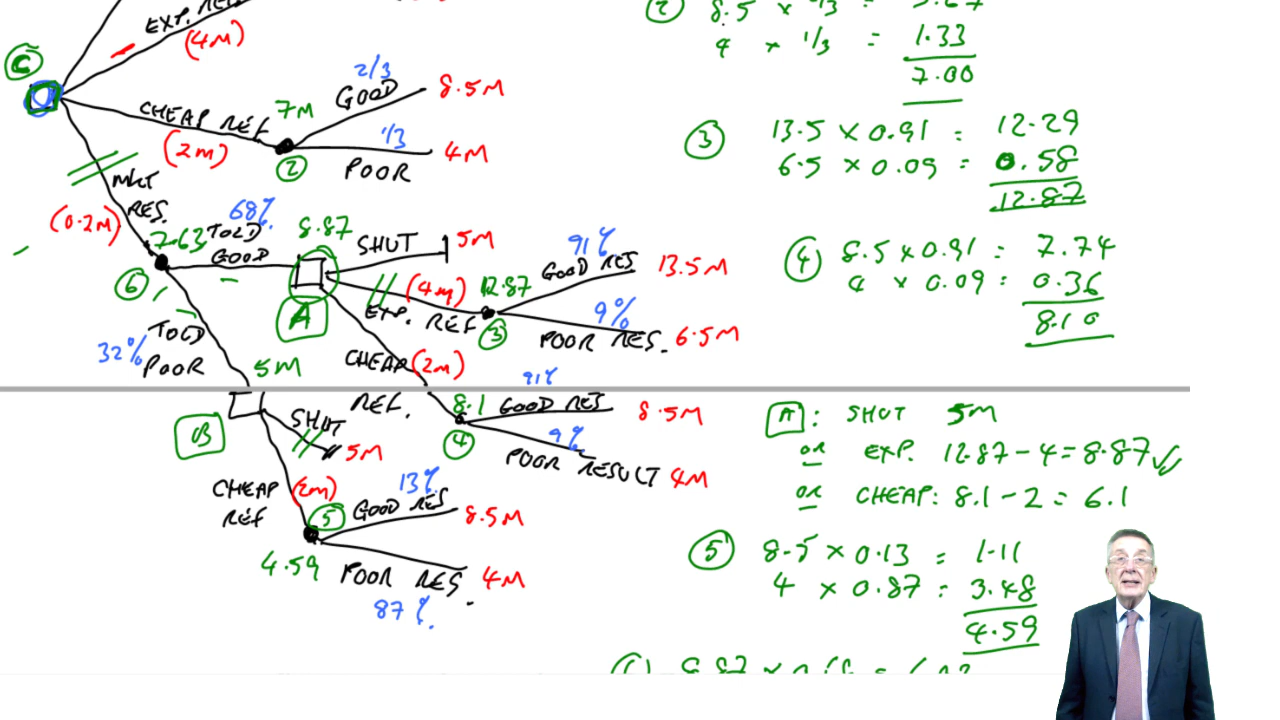 EXP. RE
(4M)
C
CHEAP REF
(2m)
7M
2
2/3
GOOD
8.5M
1/3
POOR
4M
MKT
RES.
(0.2M)
7.63
6
68%
TOLD
GOOD
8.87
A
SHUT
5M
EXP. REF
(4m)
12.87
3
91%
GOOD RES
13.5M
9%
POOR RES.
6.5M
32%
TOLD
POOR
5M
CHEAP
REF.
(2m)
8.1
4
91%
GOOD RES
8.5M
9%
POOR RESULT
4M
B
SHUT
5M
CHEAP
REF
(2m)
5
4.59
13%
GOOD RES
8.5M
POOR RES.
4M
87%.
2
4 x 1/3 = 1.33
7.00
3
13.5 x 0.91 = 12.29
6.5 x 0.09 = 0.58
12.87
4
8.5 x 0.91 = 7.74
4 x 0.09 = 0.36
8.10
A : SHUT 5M
OR EXP. 12.87 - 4 = 8.87 ✓✓
OR CHEAP: 8.1 - 2 = 6.1
5
8.5 x 0.13 = 1.11
4 x 0.87 = 3.48
4.59